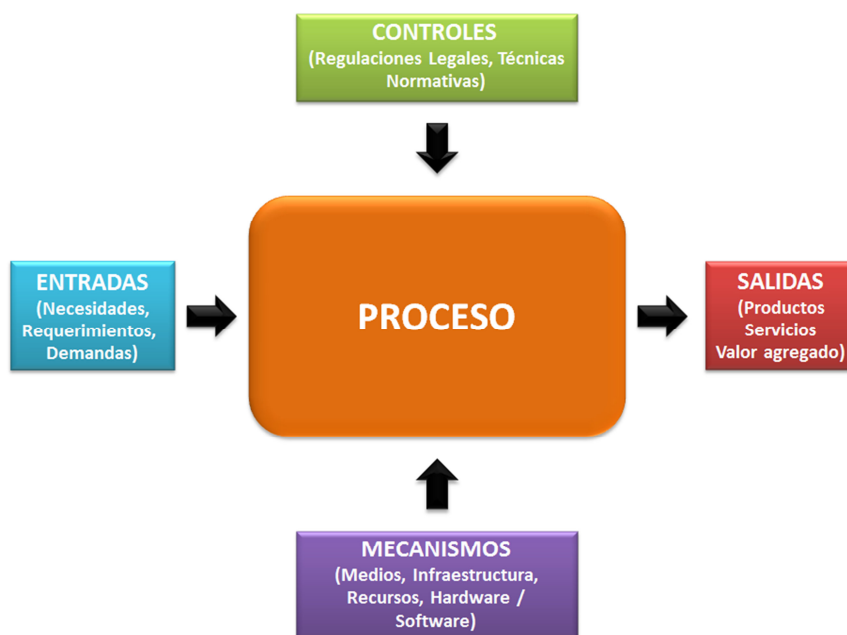 CONTROLES
(Regulaciones Legales, Técnicas
Normativas)
ENTRADAS
(Necesidades,
Requerimientos,
Demandas)
PROCESO
SALIDAS
(Productos
Servicios
Valor agregado)
MECANISMOS
(Medios, Infraestructura,
Recursos, Hardware /
Software)